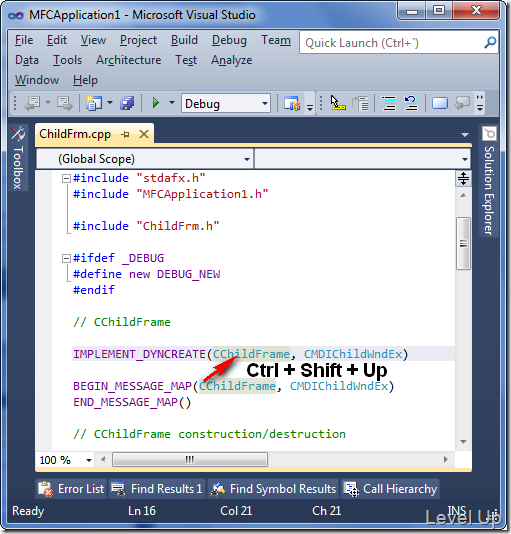 MFCApplication1 - Microsoft Visual Studio
File Edit View Project Build Debug Team
Quick Launch (Ctrl+`)
Data Tools Architecture Test Analyze
Window Help
Debug
Toolbox
ChildFrm.cpp
Solution Explorer
(Global Scope)
#include "stdafx.h"
#include "MFCApplication1.h"
#include "ChildFrm.h"
#ifdef _DEBUG
#define new DEBUG_NEW
#endif
// CChildFrame
IMPLEMENT_DYNCREATE(CChildFrame, CMDIChildWndEx)
Ctrl + Shift + Up
BEGIN_MESSAGE_MAP(CChildFrame, CMDIChildWndEx)
END_MESSAGE_MAP()
// CChildFrame construction/destruction
100 %
Error List Find Results 1 Find Symbol Results Call Hierarchy
Ready Ln 16 Col 21 Ch 21 INS
Level Up